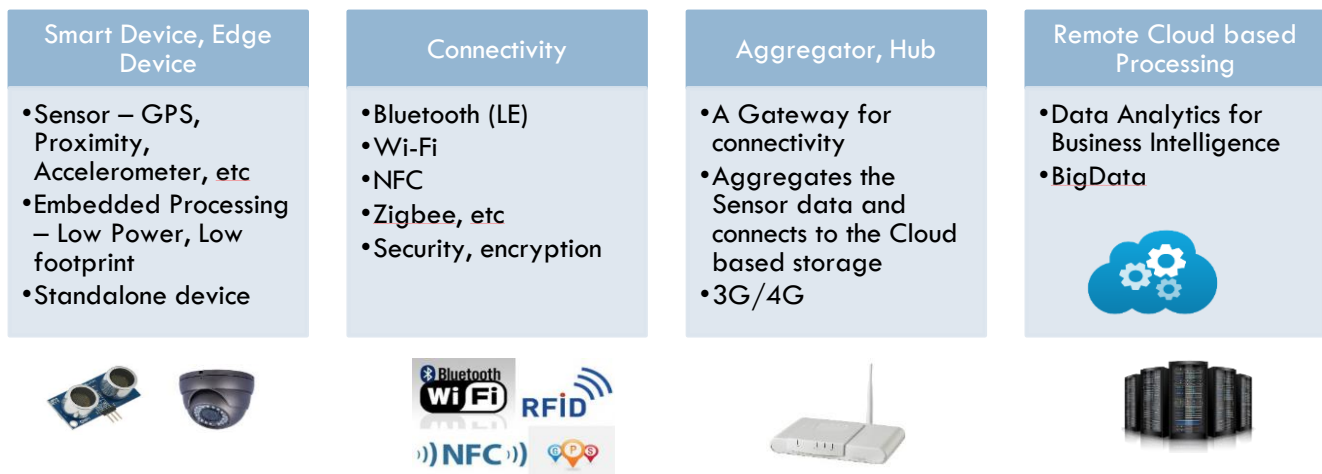 Smart Device, Edge
Device
•Sensor – GPS,
Proximity,
Accelerometer, etc
•Embedded Processing
– Low Power, Low
footprint
•Standalone device
Connectivity
•Bluetooth (LE)
•Wi-Fi
•NFC
•Zigbee, etc
•Security, encryption
Aggregator, Hub
•A Gateway for
connectivity
•Aggregates the
Sensor data and
connects to the Cloud
based storage
•3G/4G
Remote Cloud based
Processing
•Data Analytics for
Business Intelligence
•BigData
Bluetooth
Wi Fi
RFiD
NFC
G P S